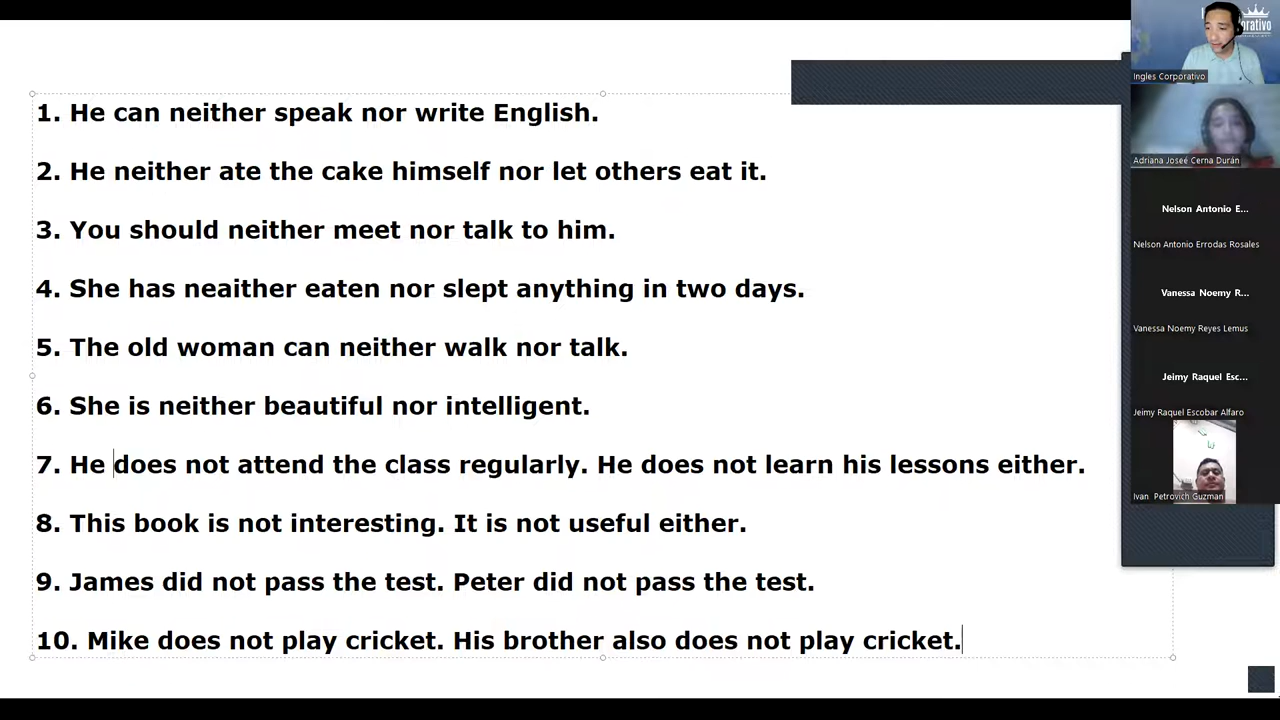 1. He can neither speak nor write English.
2. He neither ate the cake himself nor let others eat it.
3. You should neither meet nor talk to him.
4. She has neaither eaten nor slept anything in two days.
5. The old woman can neither walk nor talk.
6. She is neither beautiful nor intelligent.
7. He does not attend the class regularly. He does not learn his lessons either.
8. This book is not interesting. It is not useful either.
9. James did not pass the test. Peter did not pass the test.
10. Mike does not play cricket. His brother also does not play cricket.
Ingles Corporativo
Adriana Joseé Cerna Durán
Nelson Antonio E...
Nelson Antonio Errodas Rosales
Vanessa Noemy R...
Vanessa Noemy Reyes Lemus
Jeimy Raquel Esc...
Jeimy Raquel Escobar Alfaro
Ivan Petrovich Guzman